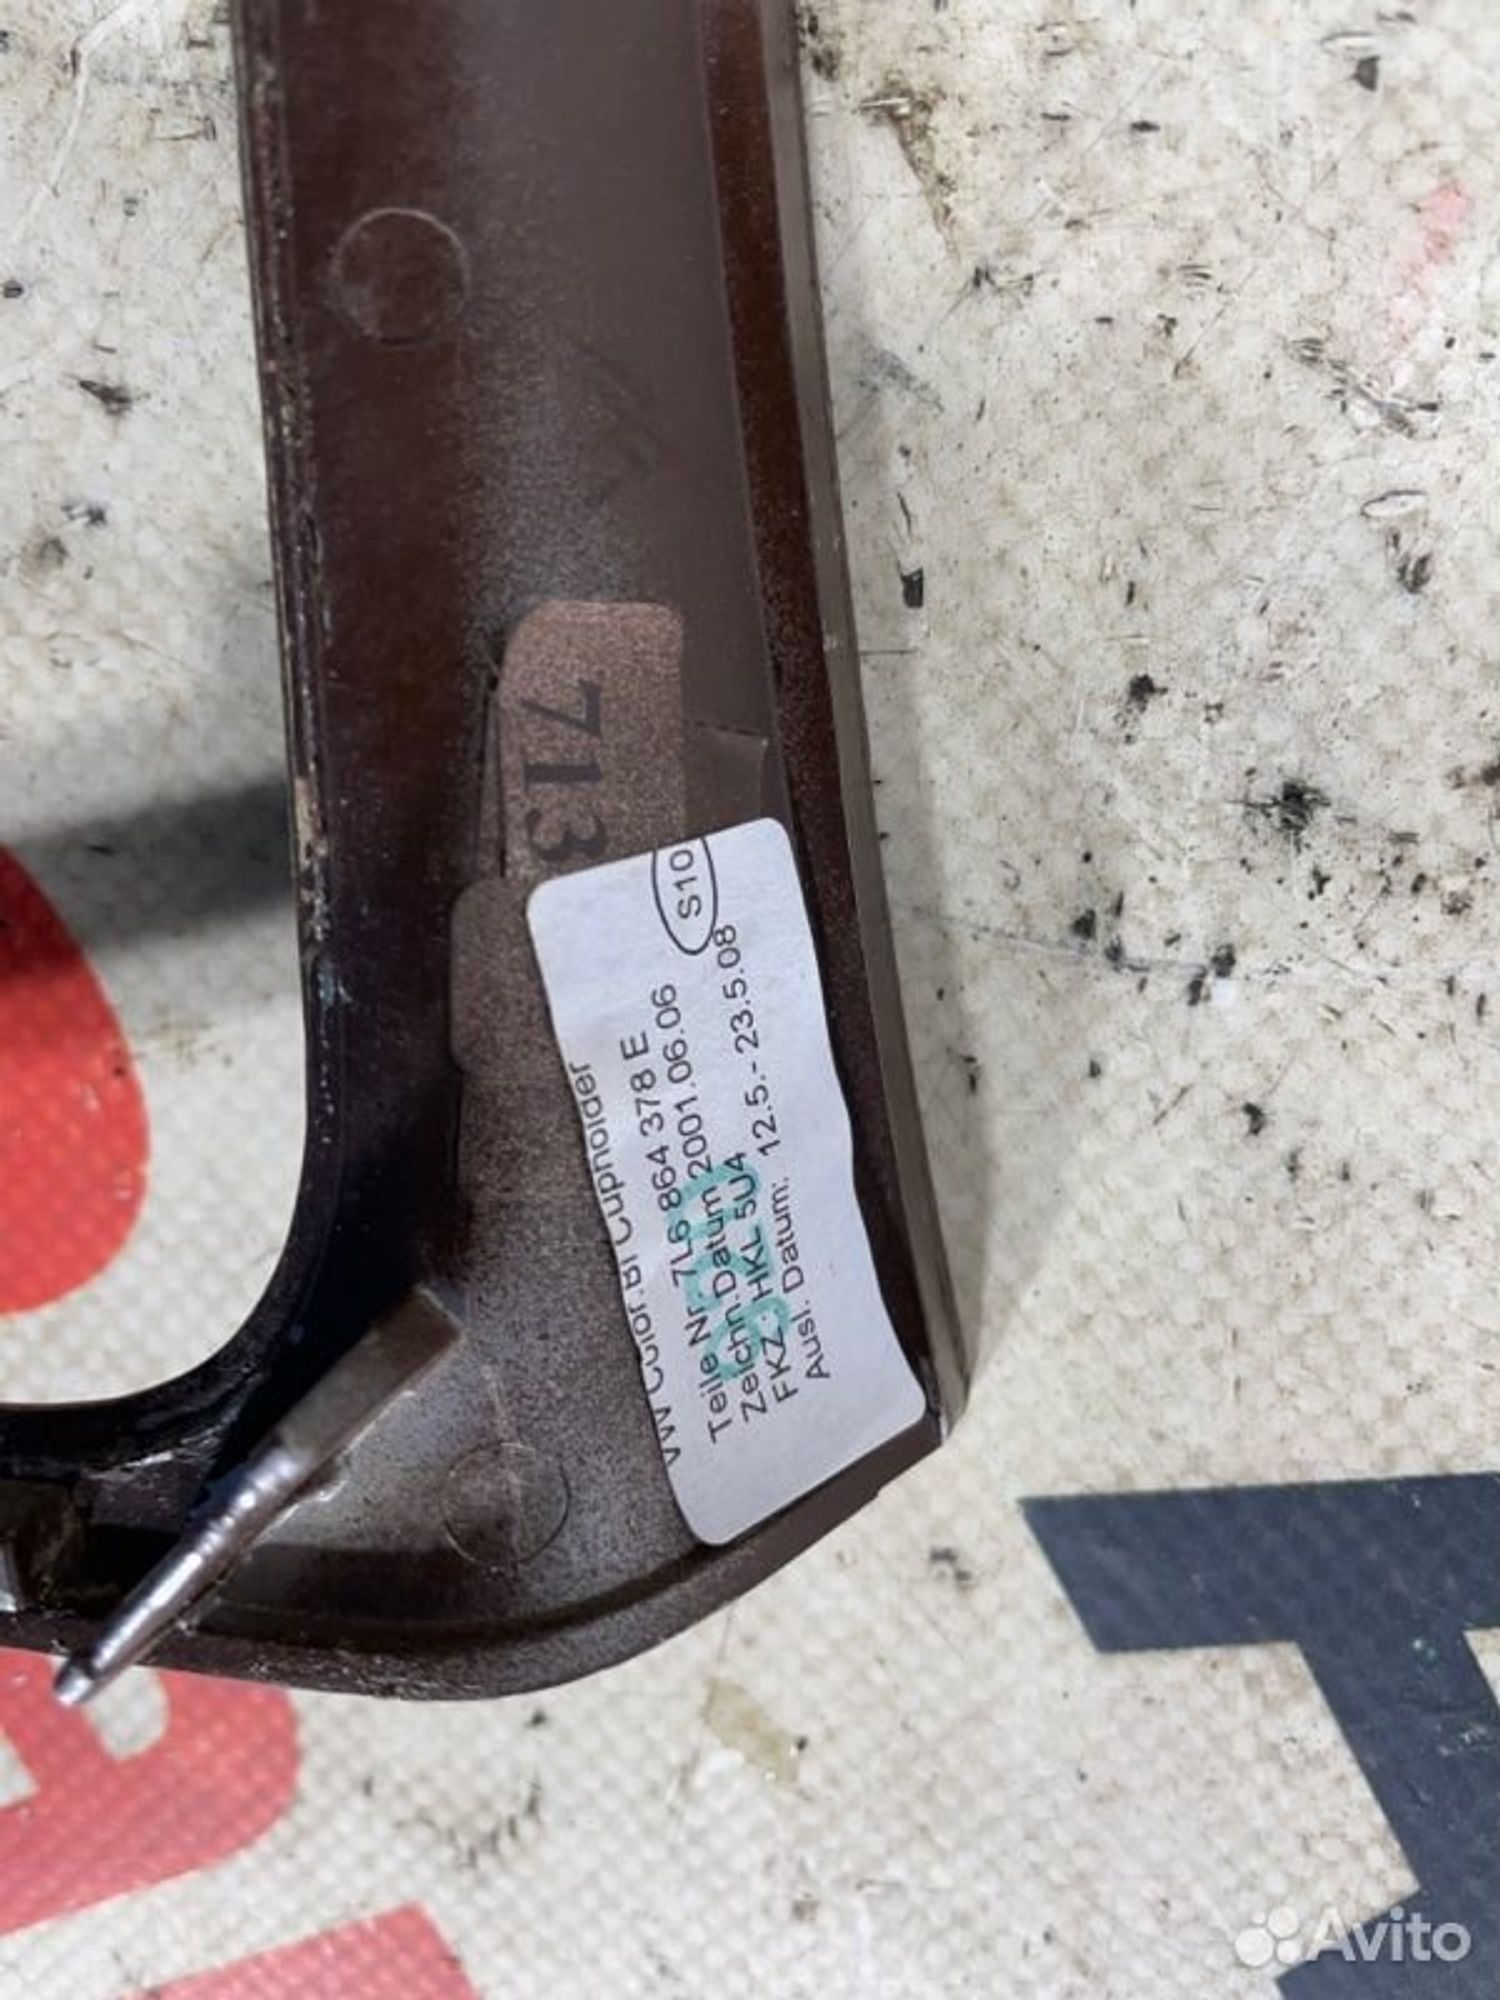 713
S10
VW Color.Bl Cupholder
Teile Nr 7L6 864 378 E
Zeichn.Datum 2001.06.06
FKZ: HKL 5U4
Ausl. Datum: 12.5.- 23.5.08
Avito